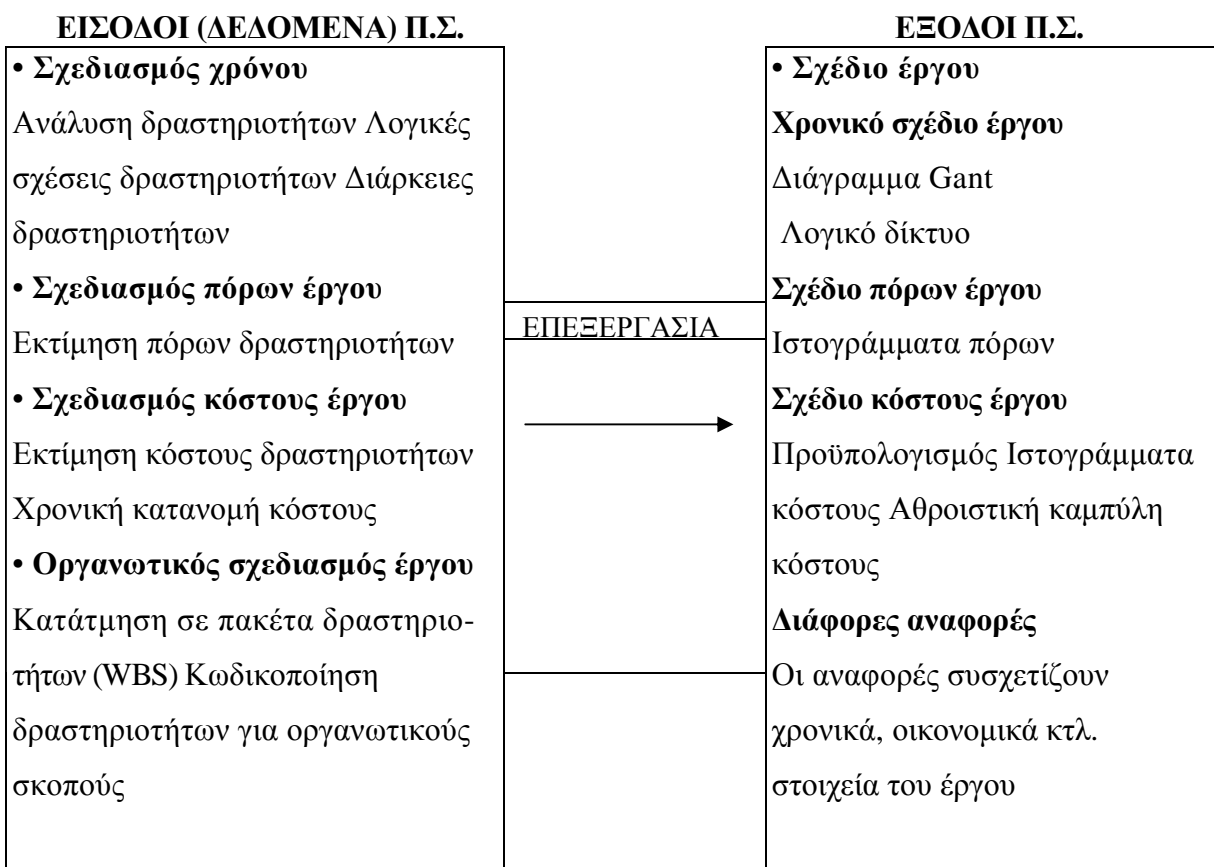 ΕΙΣΟΔΟΙ (ΔΕΔΟΜΕΝΑ) Π.Σ.
• Σχεδιασμός χρόνου
Ανάλυση δραστηριοτήτων Λογικές
σχέσεις δραστηριοτήτων Διάρκειες
δραστηριοτήτων
• Σχεδιασμός πόρων έργου
Εκτίμηση πόρων δραστηριοτήτων
• Σχεδιασμός κόστους έργου
Εκτίμηση κόστους δραστηριοτήτων
Χρονική κατανομή κόστους
• Οργανωτικός σχεδιασμός έργου
Κατάτμηση σε πακέτα δραστηριο-
τήτων (WBS) Κωδικοποίηση
δραστηριοτήτων για οργανωτικούς
σκοπούς
ΕΠΕΞΕΡΓΑΣΙΑ
ΕΞΟΔΟΙ Π.Σ.
• Σχέδιο έργου
Χρονικό σχέδιο έργου
Διάγραμμα Gant
Λογικό δίκτυο
Σχέδιο πόρων έργου
Ιστογράμματα πόρων
Σχέδιο κόστους έργου
Προϋπολογισμός Ιστογράμματα
κόστους Αθροιστική καμπύλη
κόστους
Διάφορες αναφορές
Οι αναφορές συσχετίζουν
χρονικά, οικονομικά κτλ.
στοιχεία του έργου